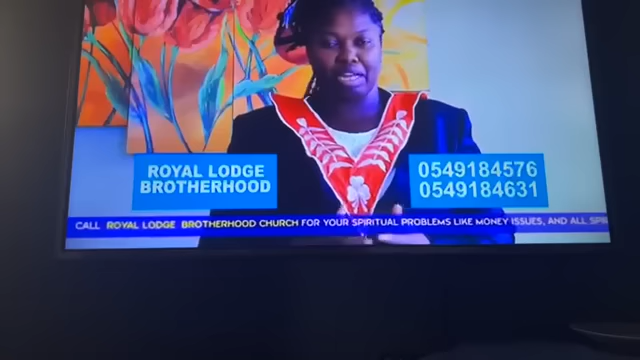 ROYAL LODGE
BROTHERHOOD
0549184576
0549184631
CALL ROYAL LODGE BROTHERHOOD CHURCH FOR YOUR SPIRITUAL PROBLEMS LIKE MONEY ISSUES, AND ALL SPIR